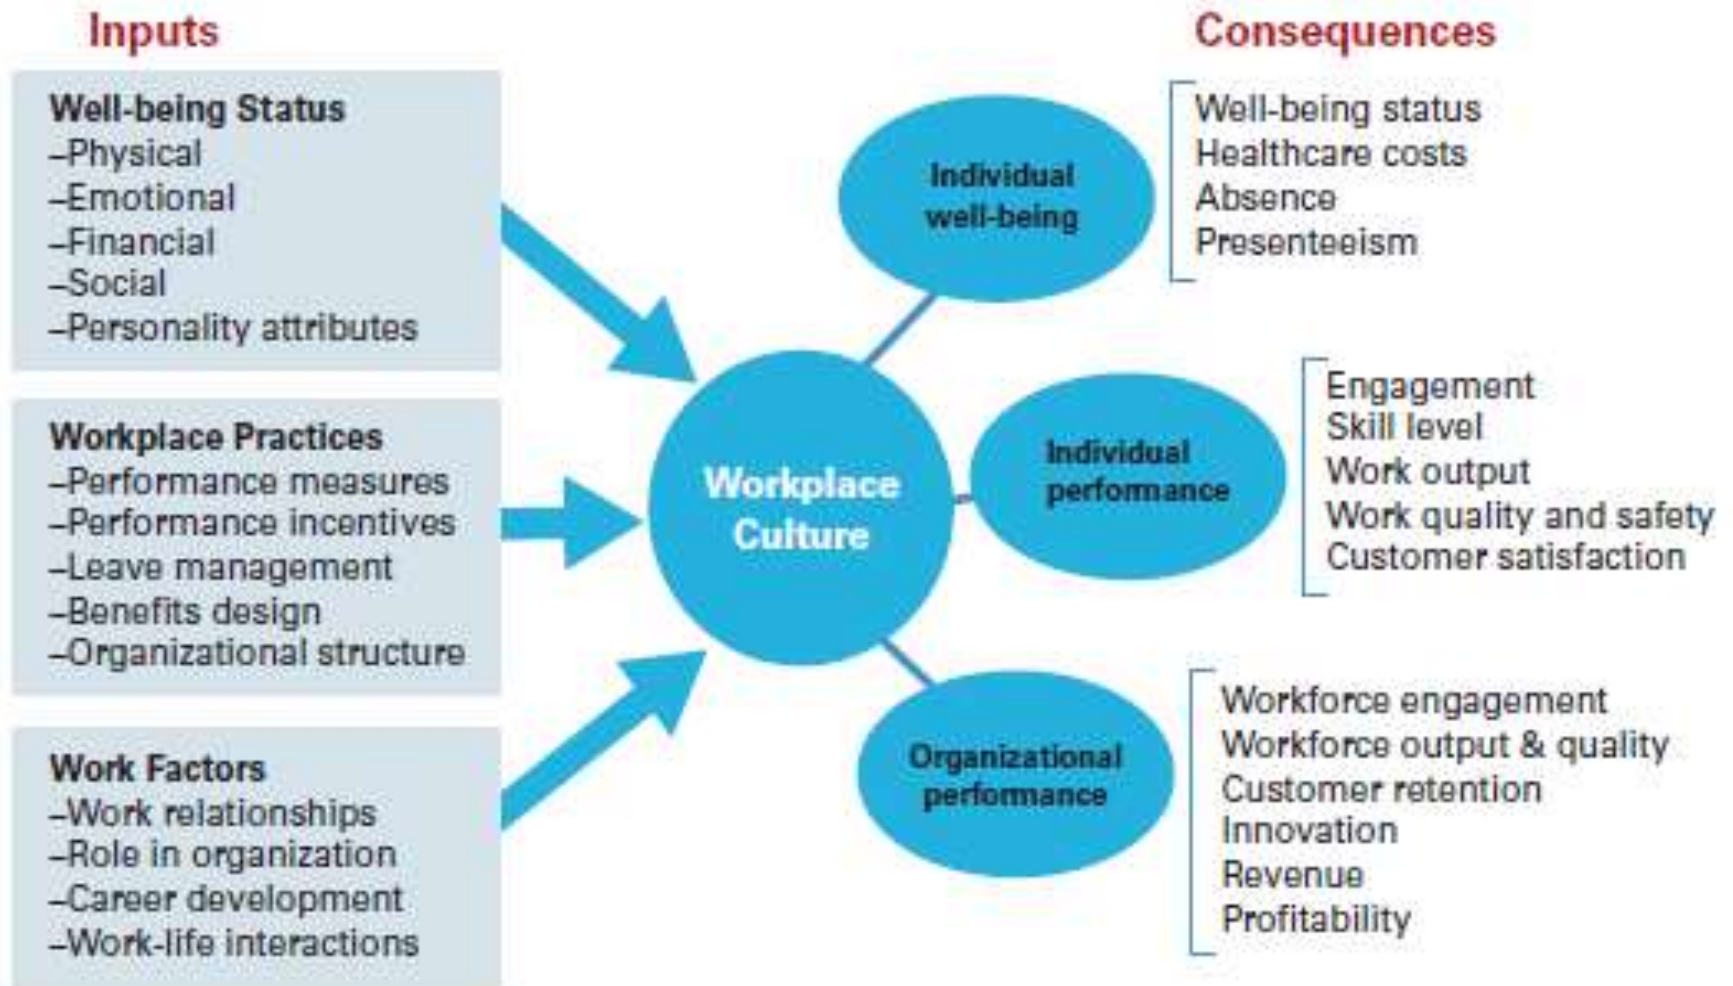 Inputs
Well-being Status
–Physical
–Emotional
–Financial
–Social
–Personality attributes
Workplace Practices
–Performance measures
–Performance incentives
–Leave management
–Benefits design
–Organizational structure
Work Factors
–Work relationships
–Role in organization
–Career development
–Work-life interactions
Workplace
Culture
Individual
well-being
Individual
performance
Organizational
performance
Consequences
Well-being status
Healthcare costs
Absence
Presenteeism
Engagement
Skill level
Work output
Work quality and safety
Customer satisfaction
Workforce engagement
Workforce output & quality
Customer retention
Innovation
Revenue
Profitability